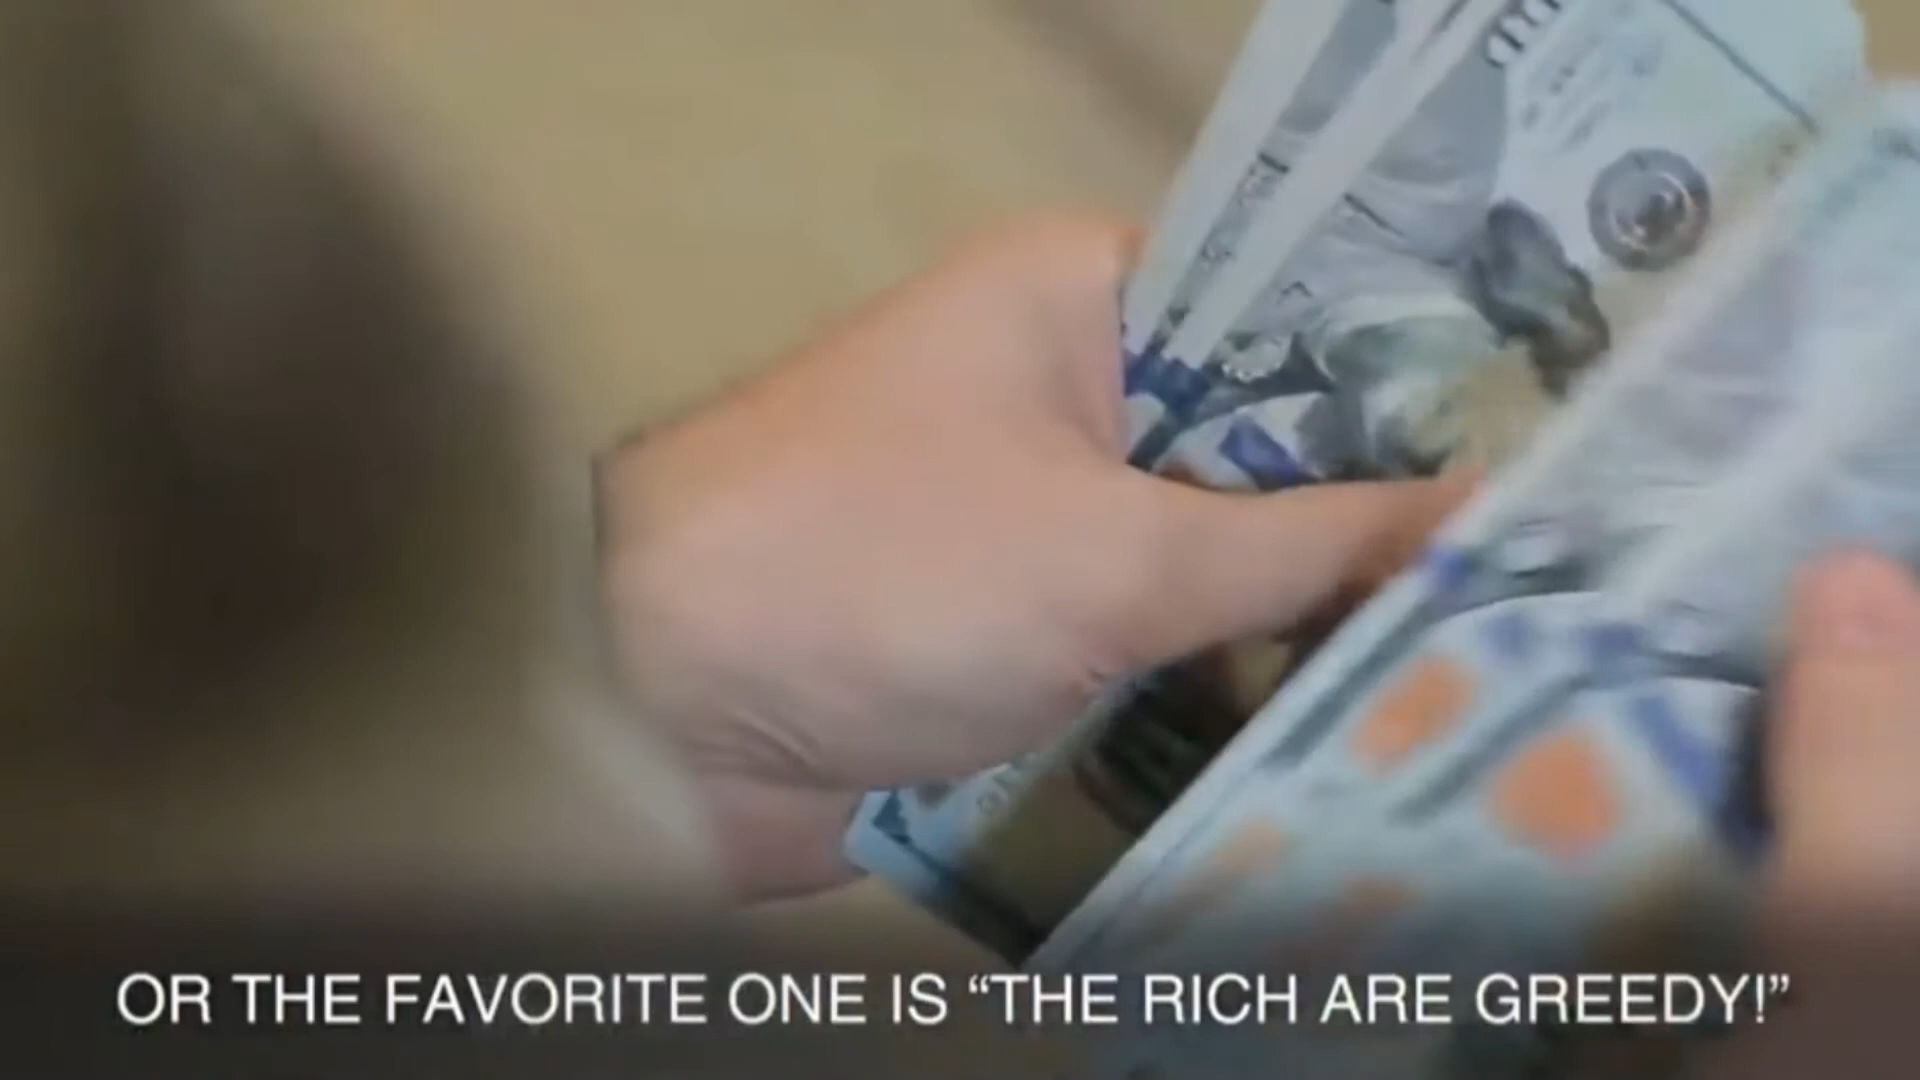 OR THE FAVORITE ONE IS “THE RICH ARE GREEDY!”